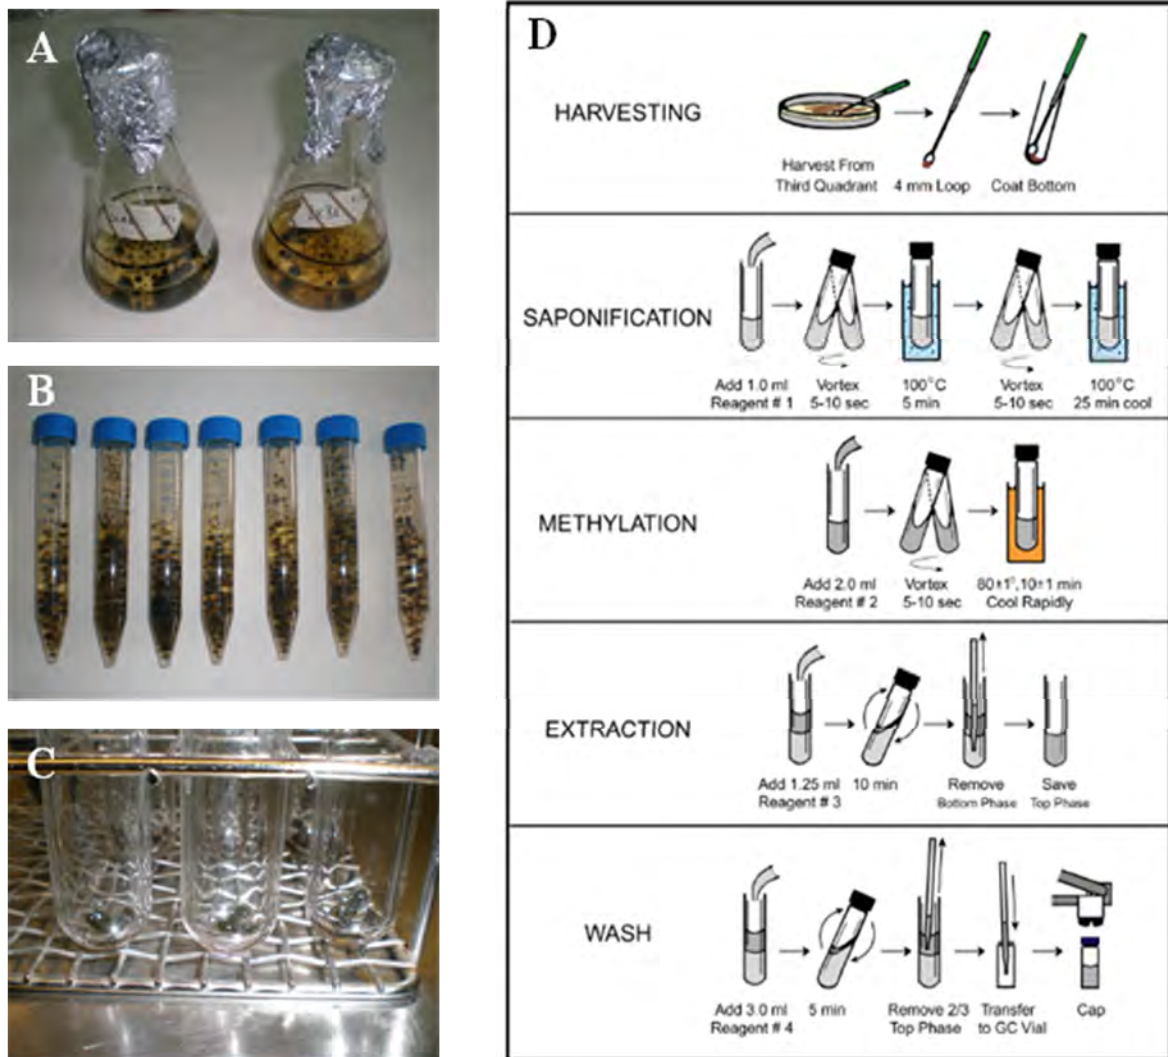 A
B
C
D
HARVESTING
Harvest From
Third Quadrant
4 mm Loop
Coat Bottom
SAPONIFICATION
Add 1.0 ml
Reagent # 1
Vortex
5-10 sec
100°C
5 min
Vortex
5-10 sec
100°C
25 min cool
METHYLATION
Add 2.0 ml
Reagent # 2
Vortex
5-10 sec
80±1°,10±1 min
Cool Rapidly
EXTRACTION
Add 1.25 ml
Reagent # 3
10 min
Remove
Bottom Phase
Save
Top Phase
WASH
Add 3.0 ml
Reagent # 4
5 min
Remove 2/3
Top Phase
Transfer
to GC Vial
Cap